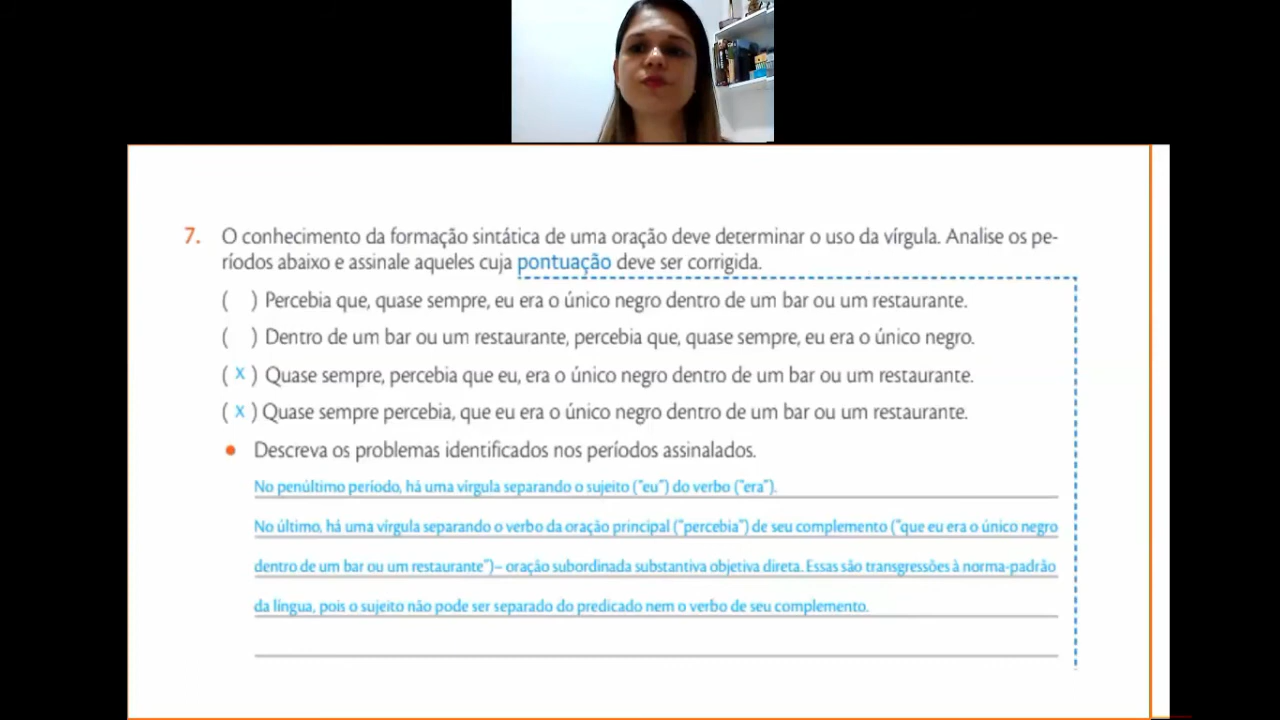 7. O conhecimento da formação sintática de uma oração deve determinar o uso da vírgula. Analise os pe-
ríodos abaixo e assinale aqueles cuja pontuação deve ser corrigida.
( ) Percebia que, quase sempre, eu era o único negro dentro de um bar ou um restaurante.
( ) Dentro de um bar ou um restaurante, percebia que, quase sempre, eu era o único negro.
( x ) Quase sempre, percebia que eu, era o único negro dentro de um bar ou um restaurante.
( x ) Quase sempre percebia, que eu era o único negro dentro de um bar ou um restaurante.
• Descreva os problemas identificados nos períodos assinalados.
No penúltimo período, há uma vírgula separando o sujeito ("eu") do verbo ("era").
No último, há uma vírgula separando o verbo da oração principal ("percebia") de seu complemento ("que eu era o único negro
dentro de um bar ou um restaurante")– oração subordinada substantiva objetiva direta. Essas são transgressões à norma-padrão
da língua, pois o sujeito não pode ser separado do predicado nem o verbo de seu complemento.